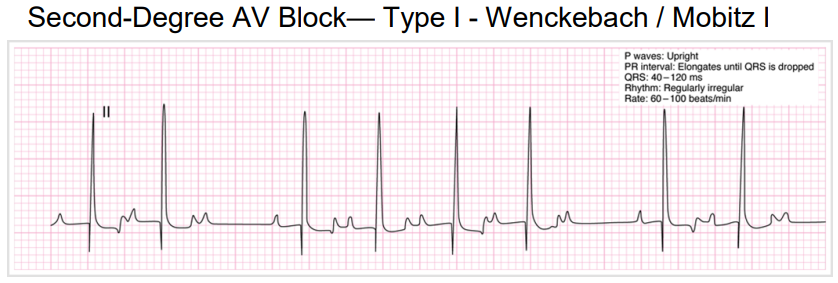 Second-Degree AV Block— Type I - Wenckebach / Mobitz I
P waves: Upright
PR interval: Elongates until QRS is dropped
QRS: 40–120 ms
Rhythm: Regularly irregular
Rate: 60–100 beats/min
II